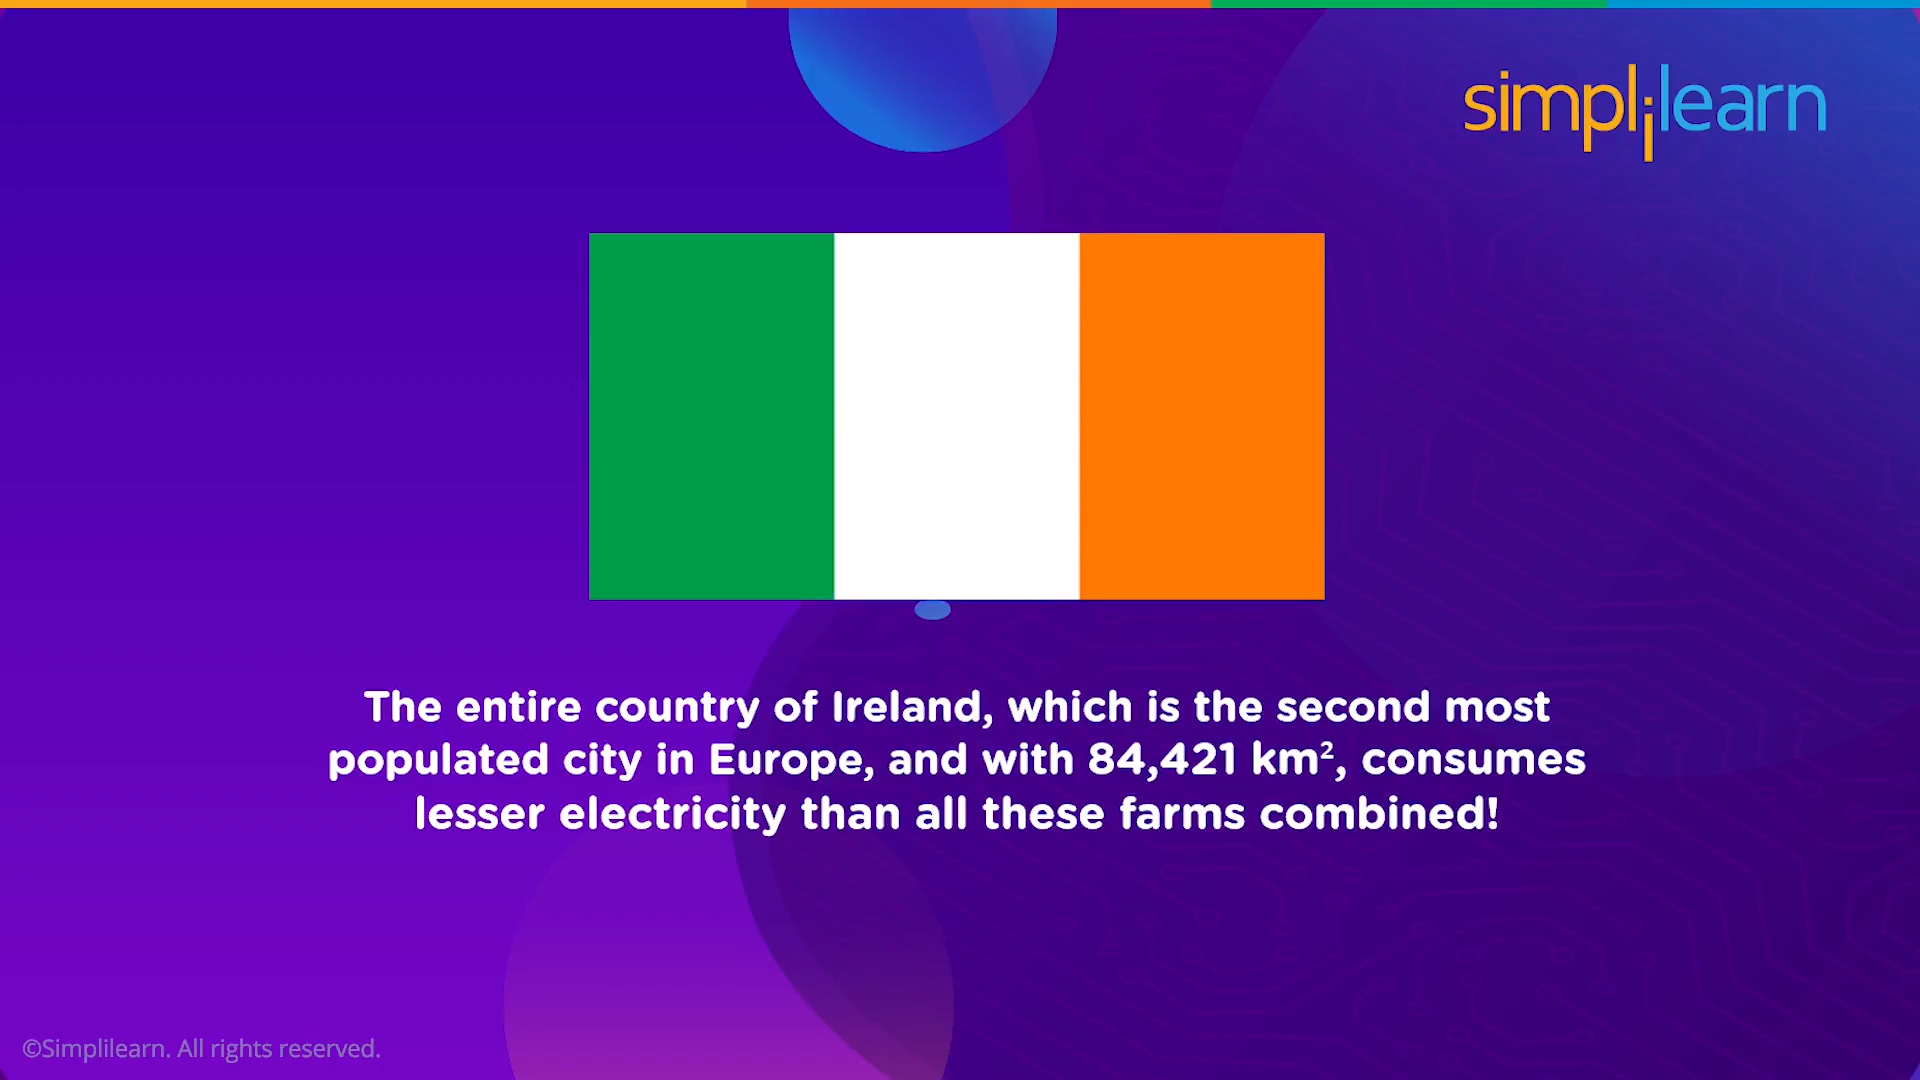 simplilearn
The entire country of Ireland, which is the second most
populated city in Europe, and with 84,421 km², consumes
lesser electricity than all these farms combined!
©Simplilearn. All rights reserved.